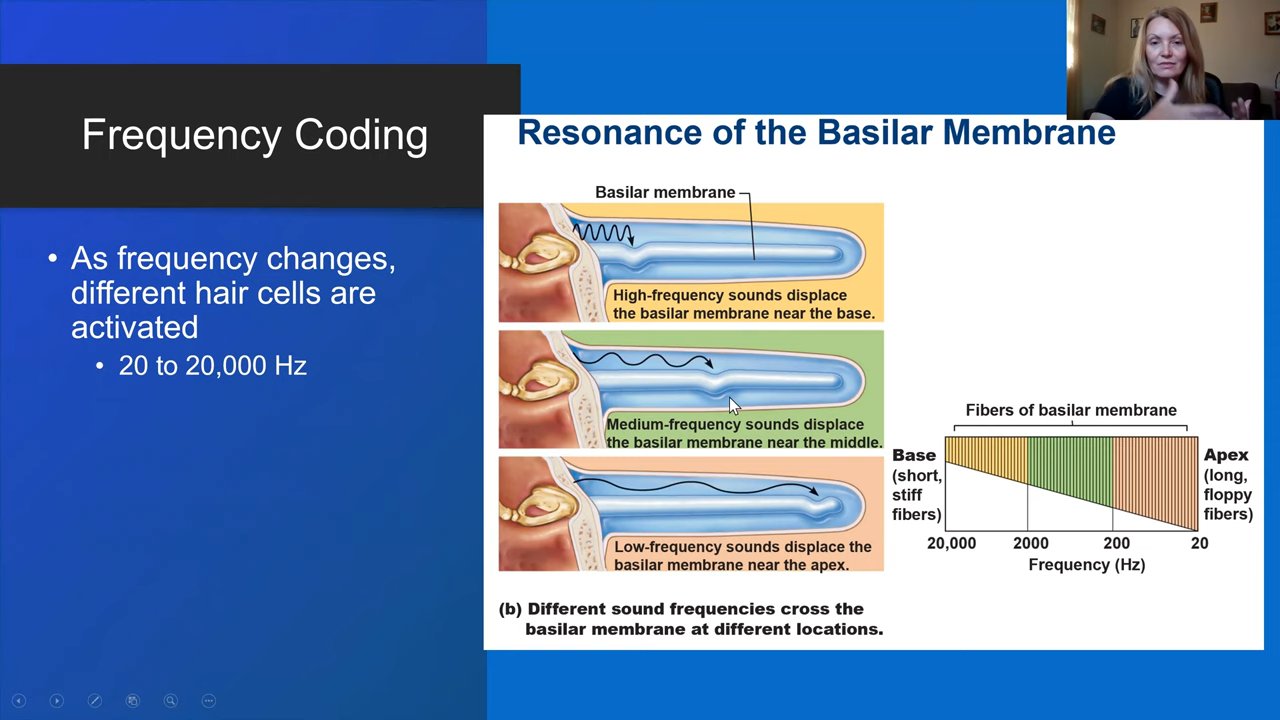 Frequency Coding
• As frequency changes,
different hair cells are
activated
• 20 to 20,000 Hz
Resonance of the Basilar Membrane
Basilar membrane
High-frequency sounds displace
the basilar membrane near the base.
Medium-frequency sounds displace
the basilar membrane near the middle.
Low-frequency sounds displace the
basilar membrane near the apex.
(b) Different sound frequencies cross the
basilar membrane at different locations.
Fibers of basilar membrane
Base
(short,
stiff
fibers)
Apex
(long,
floppy
fibers)
20,000 2000 200 20
Frequency (Hz)